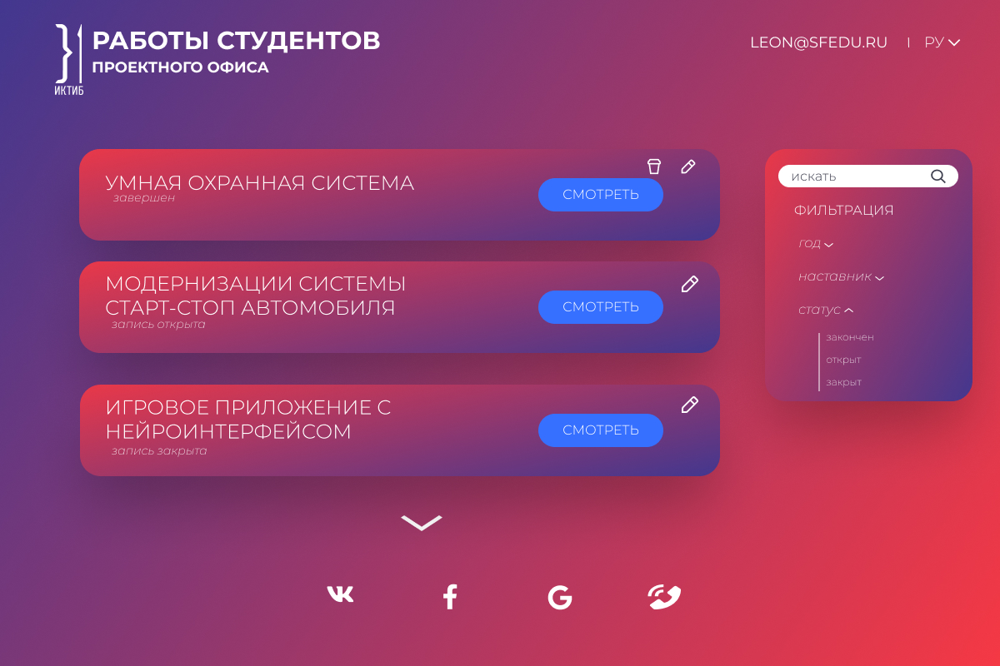 РАБОТЫ СТУДЕНТОВ
ПРОЕКТНОГО ОФИСА
ИКТИБ
LEON@SFEDU.RU | РУ
УМНАЯ ОХРАННАЯ СИСТЕМА
завершен
СМОТРЕТЬ
МОДЕРНИЗАЦИИ СИСТЕМЫ
СТАРТ-СТОП АВТОМОБИЛЯ
запись открыта
СМОТРЕТЬ
ИГРОВОЕ ПРИЛОЖЕНИЕ С
НЕЙРОИНТЕРФЕЙСОМ
запись закрыта
СМОТРЕТЬ
искать
ФИЛЬТРАЦИЯ
год
наставник
статус
закончен
открыт
закрыт